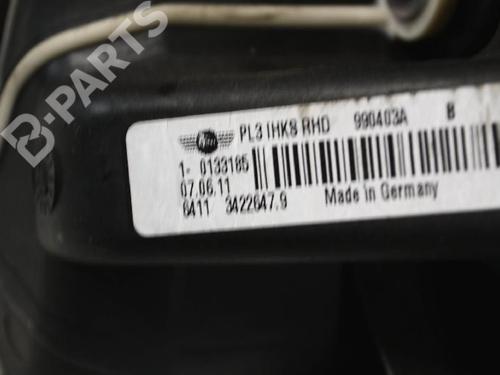 B-PARTS
PL3 IHKS RHD 990403A B
1- 0133185
07.06.11
6411 3422647.9 Made in Germany